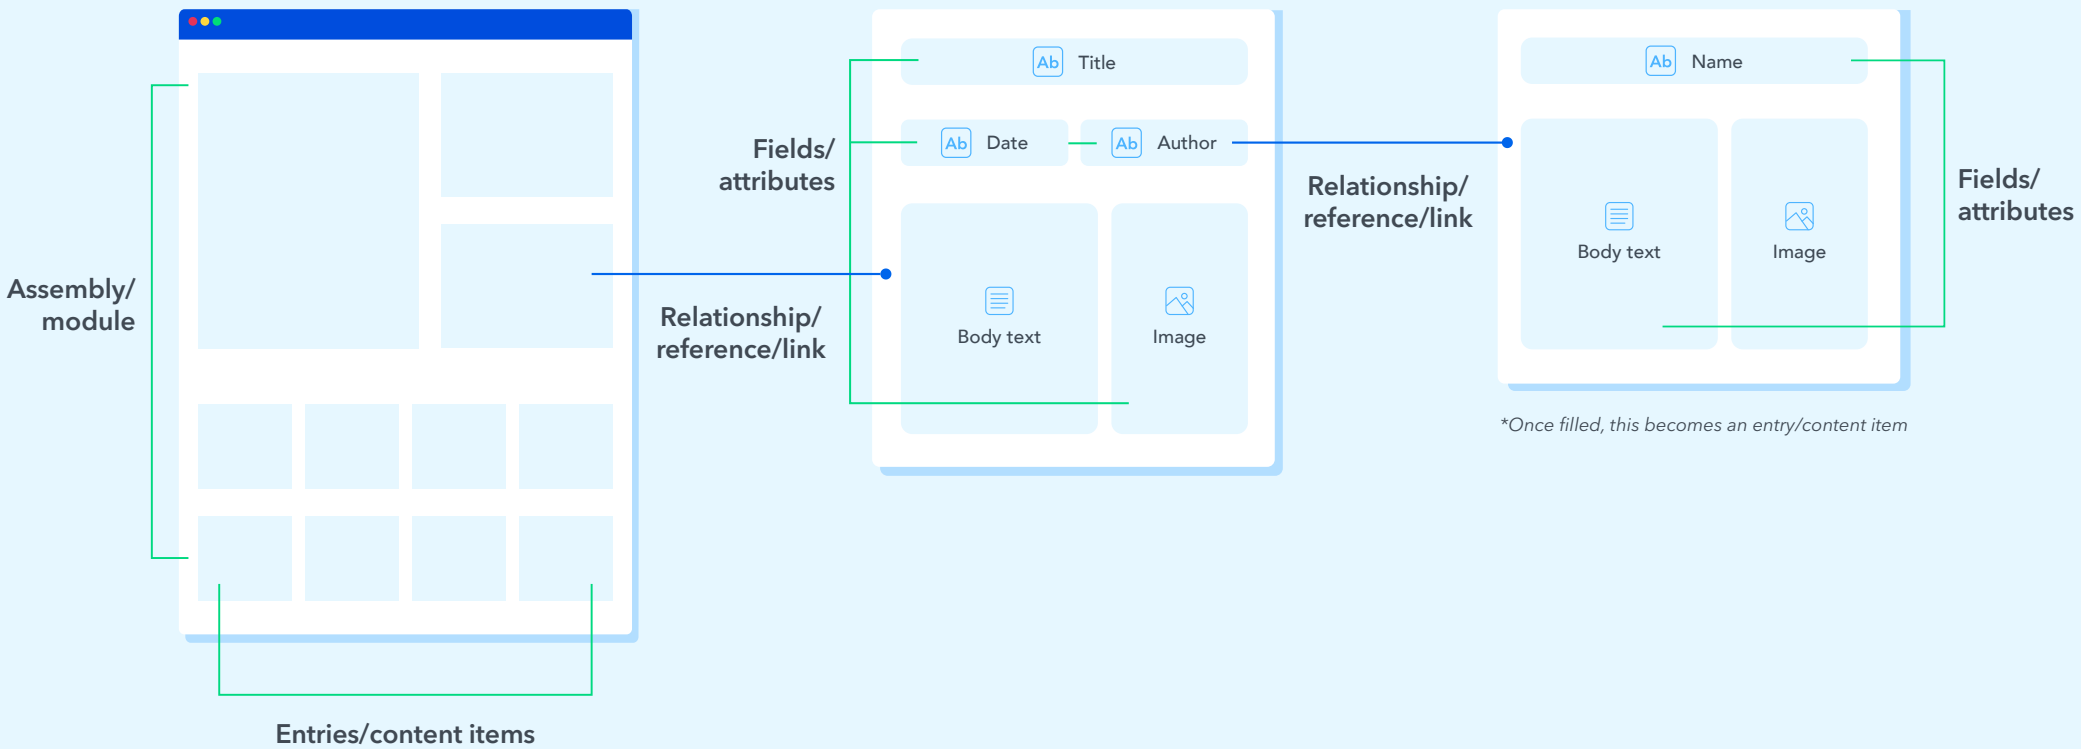 Assembly/
module
Entries/content items
Relationship/
reference/link
Fields/
attributes
Ab Title
Ab Date
Ab Author
Body text
Image
Relationship/
reference/link
Ab Name
Body text
Image
Fields/
attributes
*Once filled, this becomes an entry/content item